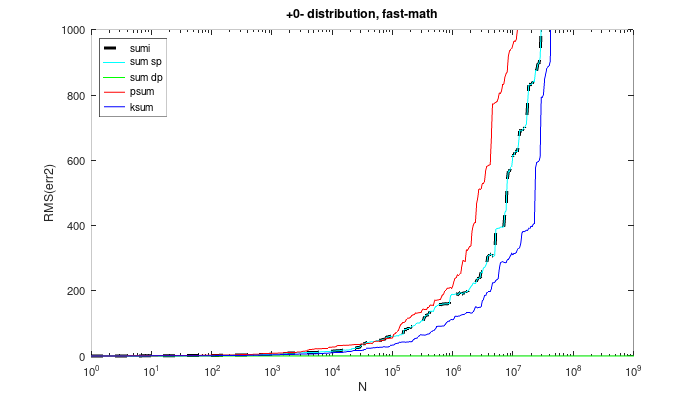 +0- distribution, fast-math
1000
sumi
sum sp
sum dp
psum
ksum
800
600
RMS(err2)
400
200
0
10^0 10^1 10^2 10^3 10^4 10^5 10^6 10^7 10^8 10^9
N